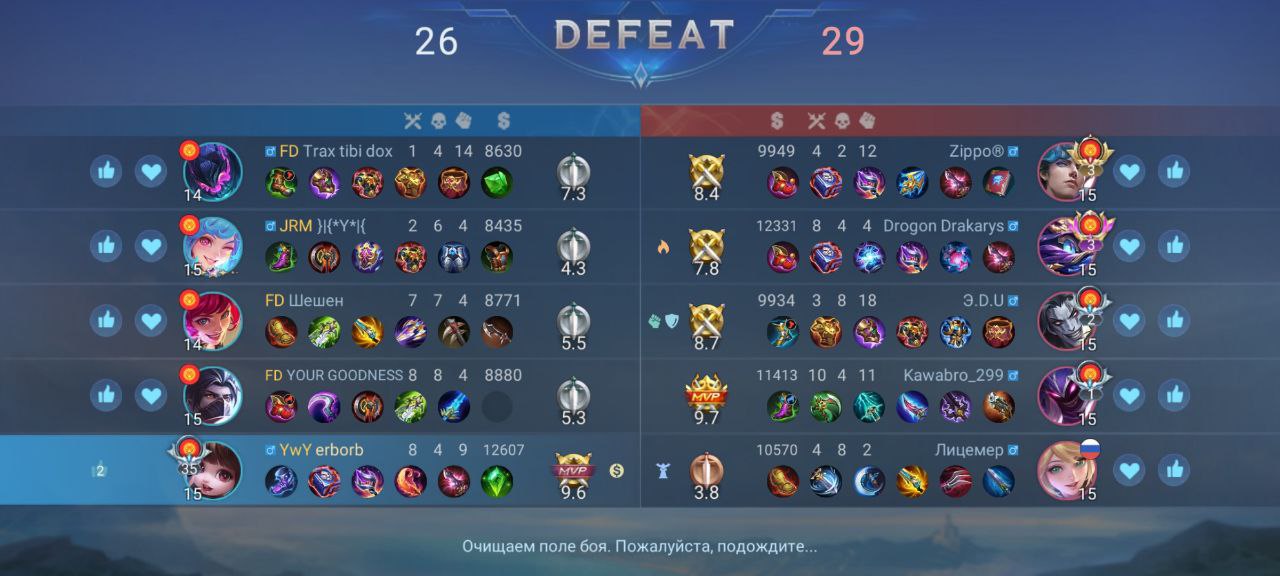 26 DEFEAT 29
FD Trax tibi dox 1 4 14 8630
14
7.3
9949 4 2 12 Zippo®
8.4
3
15
JRM }|{*Y*|{ 2 6 4 8435
15
4.3
12331 8 4 4 Drogon Drakarys
7.8
3
15
FD Шешен 7 7 4 8771
14
5.5
9934 3 8 18 Э.D.U
8.7
15
FD YOUR GOODNESS 8 8 4 8880
15
5.3
11413 10 4 11 Kawabro_299
MVP
9.7
15
2
35
YwY erborb 8 4 9 12607
15
MVP
9.6
10570 4 8 2 Лицемер
3.8
15
Очищаем поле боя. Пожалуйста, подождите...